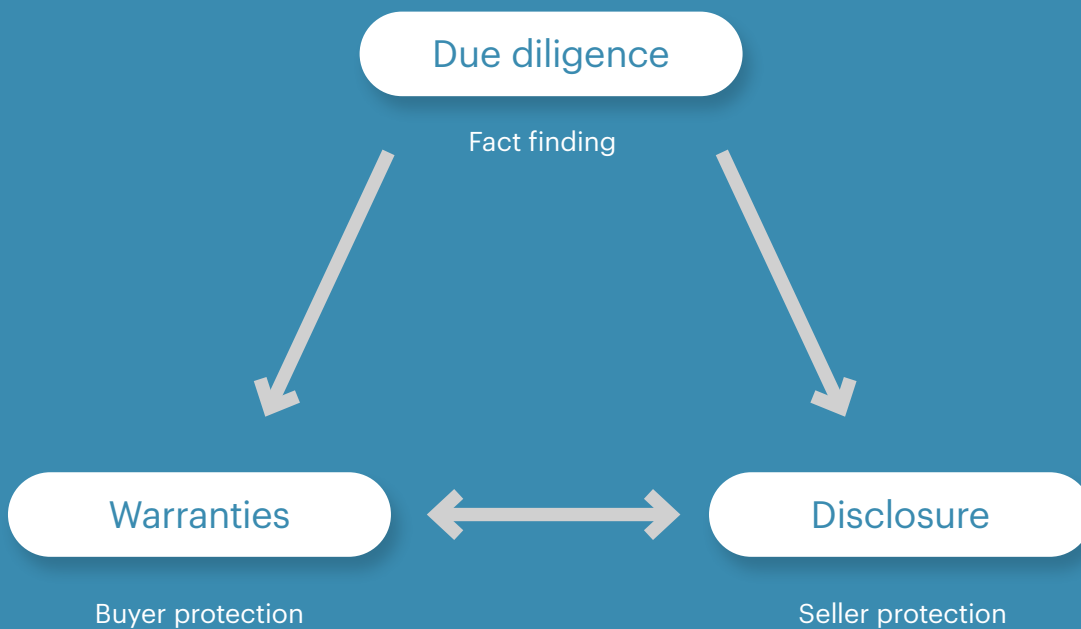 Due diligence
Fact finding
Warranties
Disclosure
Buyer protection
Seller protection